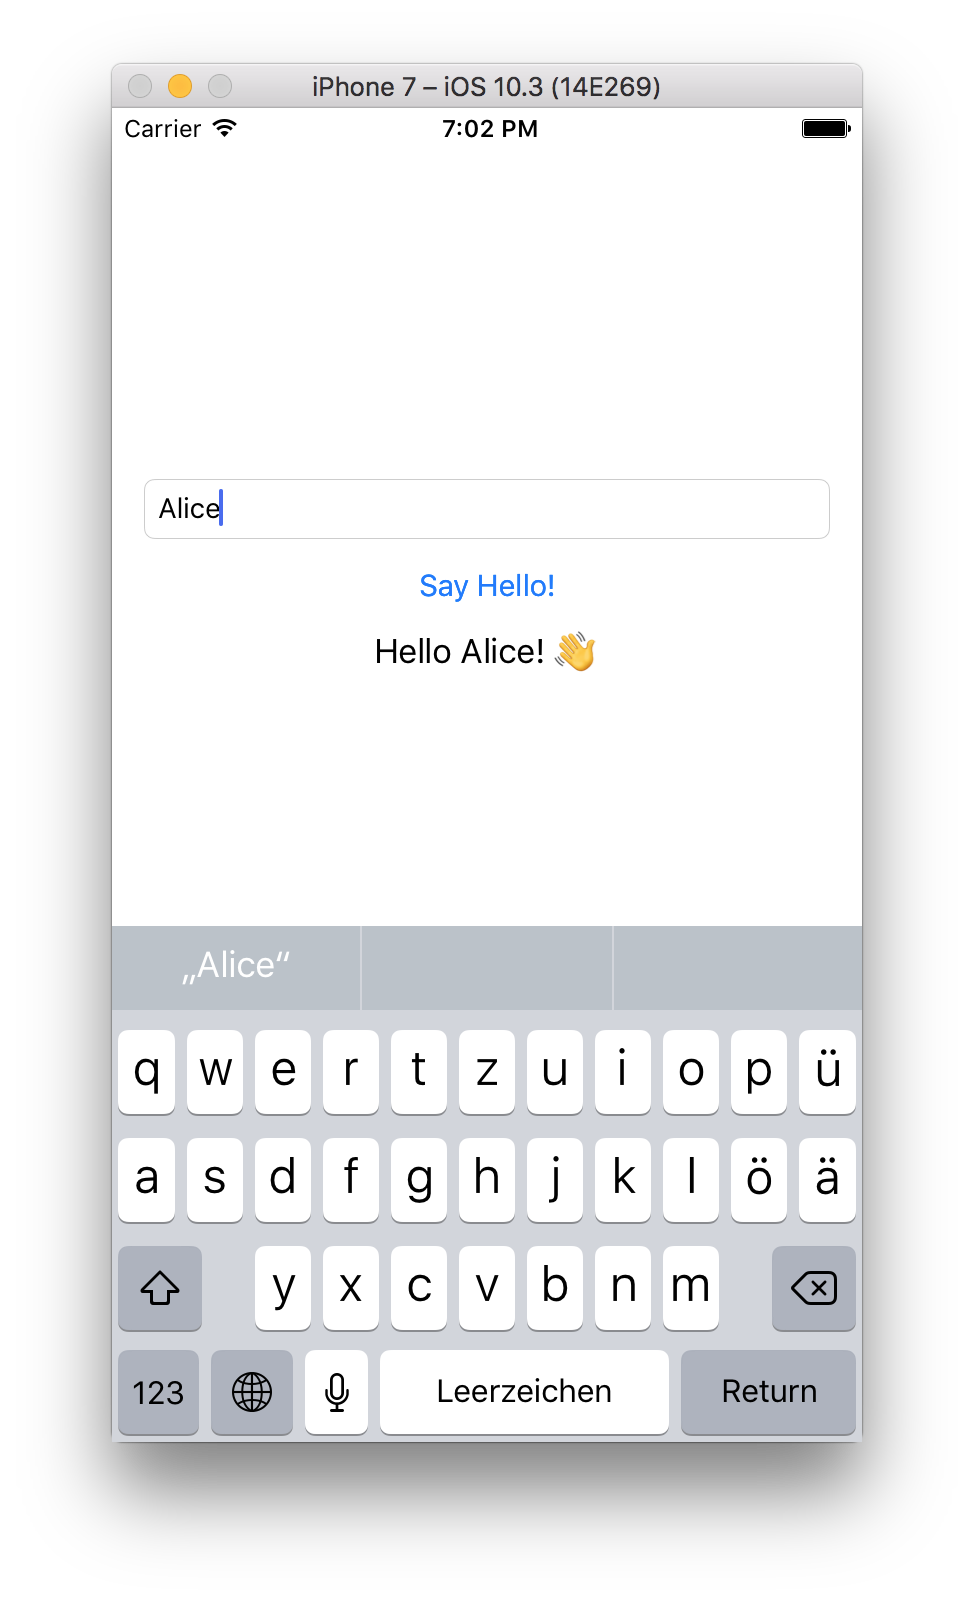 iPhone 7 – iOS 10.3 (14E269)
Carrier 7:02 PM
Alice
Say Hello!
Hello Alice! 👋
„Alice“
q w e r t z u i o p ü
a s d f g h j k l ö ä
y x c v b n m
123 Leerzeichen Return